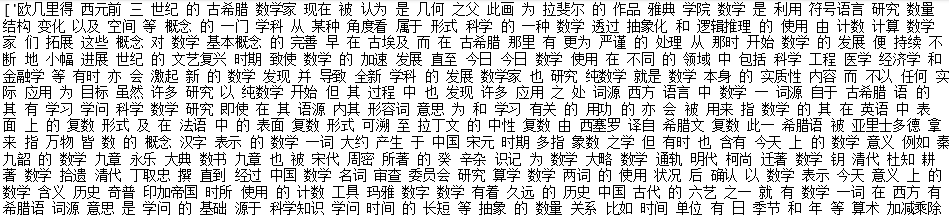 ['欧几里得 西元前 三 世纪 的 古希腊 数学家 现在 被 认为 是 几何 之父 此画 为 拉斐尔 的 作品 雅典 学院 数学 是 利用 符号语言 研究 数量
结构 变化 以及 空间 等 概念 的 一门 学科 从 某种 角度看 属于 形式 科学 的 一种 数学 透过 抽象化 和 逻辑推理 的 使用 由 计数 计算 数学
家 们 拓展 这些 概念 对 数学 基本概念 的 完善 早 在 古埃及 而 在 古希腊 那里 有 更为 严谨 的 处理 从 那时 开始 数学 的 发展 便 持续 不
断 地 小幅 进展 世纪 的 文艺复兴 时期 致使 数学 的 加速 发展 直至 今日 今日 数学 使用 在 不同 的 领域 中 包括 科学 工程 医学 经济学 和
金融学 等 有时 亦 会 激起 新 的 数学 发现 并 导致 全新 学科 的 发展 数学家 也 研究 纯数学 就是 数学 本身 的 实质性 内容 而 不以 任何 实
际 应用 为 目标 虽然 许多 研究 以 纯数学 开始 但 其 过程 中 也 发现 许多 应用 之 处 词源 西方 语言 中 数学 一 词源 自于 古希腊 语 的
其 有 学习 学问 科学 数学 研究 即使 在 其 语源 内其 形容词 意思 为 和 学习 有关 的 用功 的 亦 会 被 用来 指 数学 的 其 在 英语 中 表
面 上 的 复数 形式 及 在 法语 中 的 表面 复数 形式 可溯 至 拉丁文 的 中性 复数 由 西塞罗 译自 希腊文 复数 此一 希腊语 被 亚里士多德 拿
来 指 万物 皆 数 的 概念 汉字 表示 的 数学 一词 大约 产生 于 中国 宋元 时期 多指 象数 之学 但 有时 也 含有 今天 上 的 数学 意义 例如 秦
九韶 的 数学 九章 永乐 大典 数书 九章 也 被 宋代 周密 所著 的 癸 辛杂 识记 为 数学 大略 数学 通轨 明代 柯尚 迁著 数学 钥 清代 杜知 耕
著 数学 拾遗 清代 丁取忠 撰 直到 经过 中国 数学 名词 审查 委员会 研究 算学 数学 两词 的 使用 状况 后 确认 以 数学 表示 今天 意义 上 的
数学 含义 历史 奇普 印加帝国 时所 使用 的 计数 工具 玛雅 数字 数学 有着 久远 的 历史 中国 古代 的 六艺 之一 就 有 数学 一词 在 西方 有
希腊语 词源 意思 是 学问 的 基础 源于 科学知识 学问 时间 的 长短 等 抽象 的 数量 关系 比如 时间 单位 有 日 季节 和 年 等 算术 加减乘除